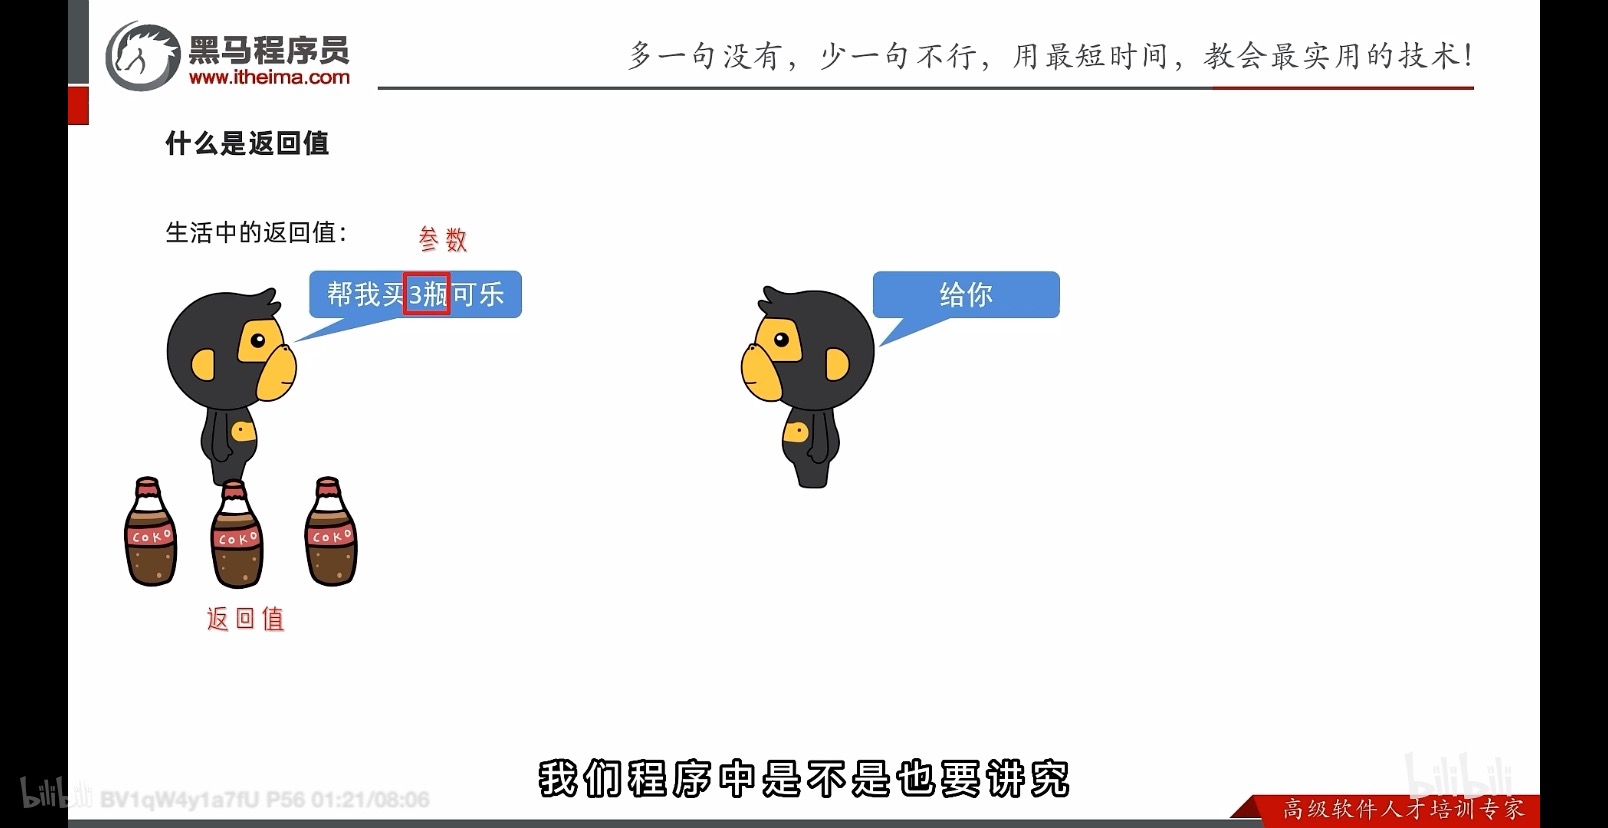 黑马程序员
www.itheima.com
多一句没有，少一句不行，用最短时间，教会最实用的技术！
什么是返回值
生活中的返回值：
参数
帮我买3瓶可乐
给你
COKO
COKO
COKO
返回值
我们程序中是不是也要讲究
bilibili BV1qW4y1a7fU P56 01:21/08:06
bilibili
高级软件人才培训专家